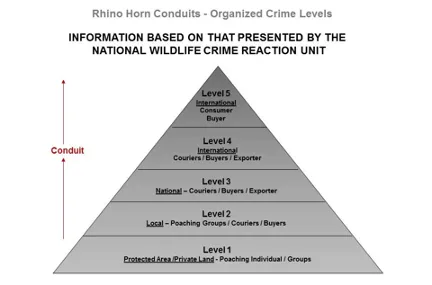 Rhino Horn Conduits - Organized Crime Levels
INFORMATION BASED ON THAT PRESENTED BY THE
NATIONAL WILDLIFE CRIME REACTION UNIT
Level 5
International
Consumer
Buyer
Level 4
International
Couriers / Buyers / Exporter
Conduit
Level 3
National – Couriers / Buyers / Exporter
Level 2
Local – Poaching Groups / Couriers / Buyers
Level 1
Protected Area /Private Land - Poaching Individual / Groups